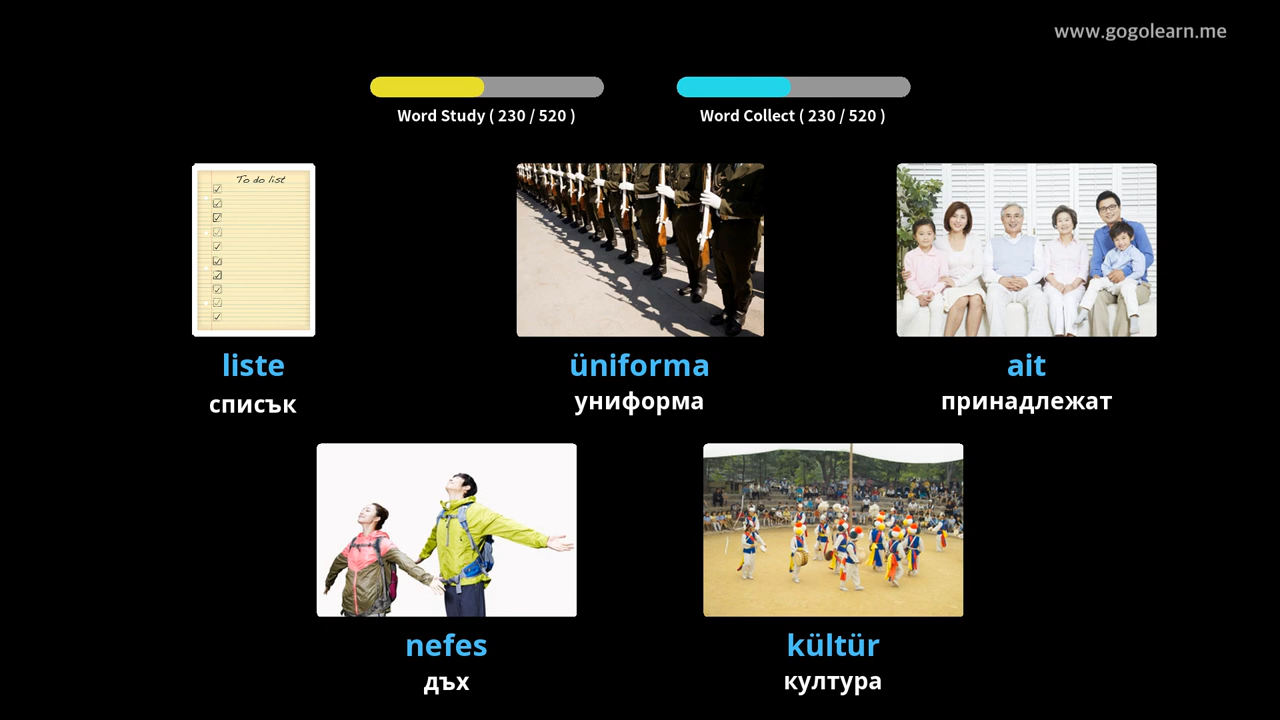 www.gogolearn.me
Word Study ( 230 / 520 )
Word Collect ( 230 / 520 )
To do list
liste
списък
üniforma
униформа
ait
принадлежат
nefes
дъх
kültür
култура